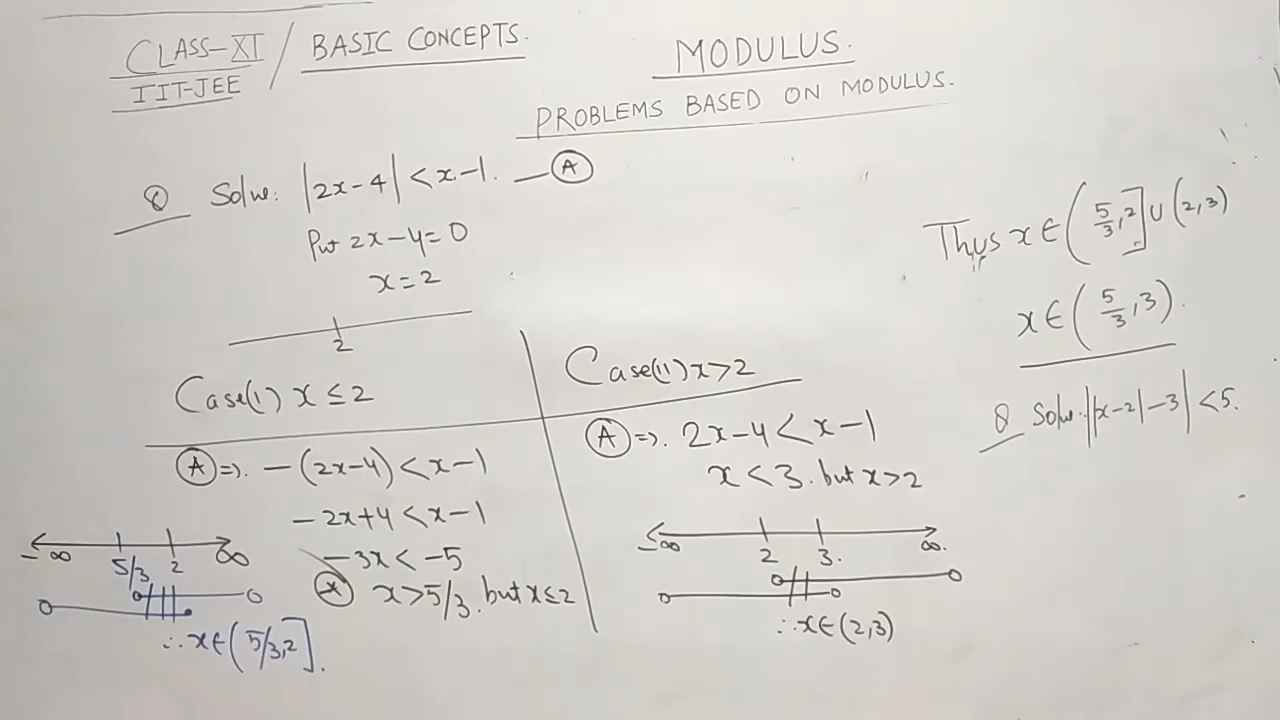 CLASS-XI / BASIC CONCEPTS.
IIT-JEE
MODULUS.
PROBLEMS BASED ON MODULUS.
Q Solve: |2x-4| < x-1. — Ⓐ
Put 2x-4=0
x=2
2
Case(i) x ≤ 2
Ⓐ ⇒. -(2x-4) < x-1
-2x+4 < x-1
-3x < -5
x > 5/3. but x ≤ 2
-∞ 5/3 2 ∞
∴ x ∈ (5/3, 2].
Case(ii) x > 2
Ⓐ ⇒. 2x-4 < x-1
x < 3. but x > 2
-∞ 2 3. ∞.
∴ x ∈ (2,3)
Thus x ∈ (5/3, 2] ∪ (2,3)
x ∈ (5/3, 3).
Q Solve: ||x-2|-3| < 5.